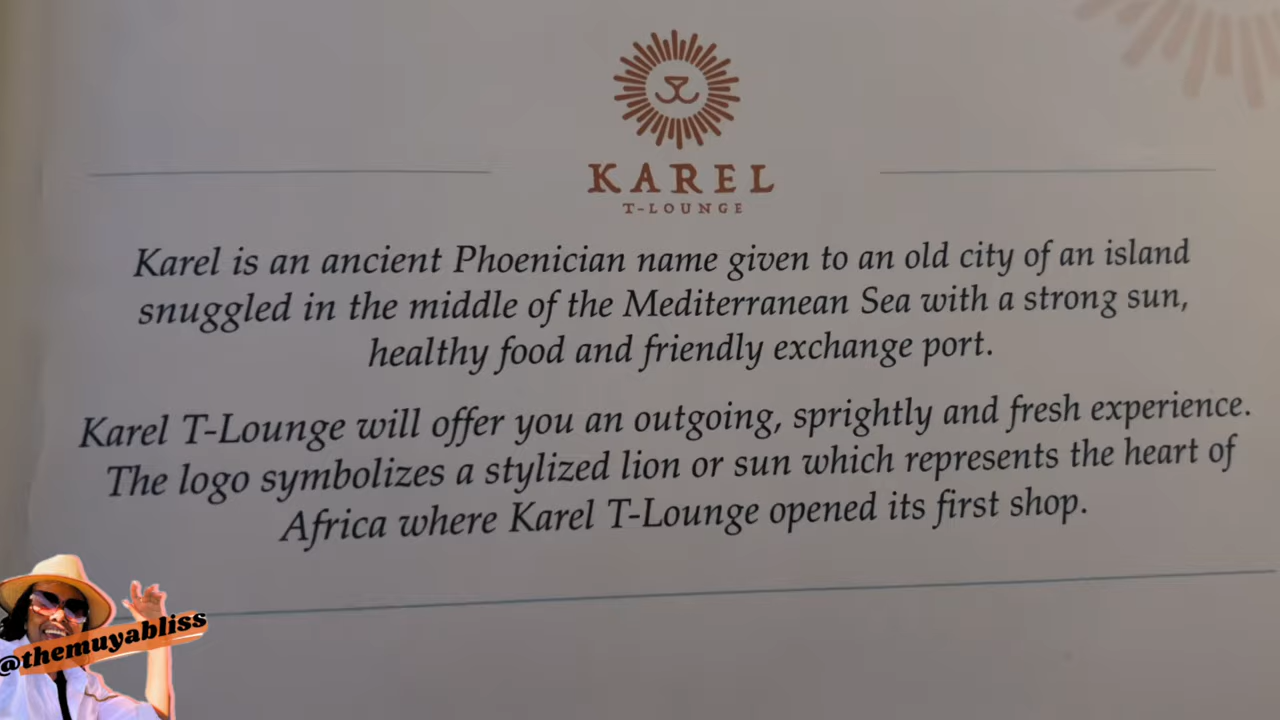 KAREL
T-LOUNGE
Karel is an ancient Phoenician name given to an old city of an island
snuggled in the middle of the Mediterranean Sea with a strong sun,
healthy food and friendly exchange port.
Karel T-Lounge will offer you an outgoing, sprightly and fresh experience.
The logo symbolizes a stylized lion or sun which represents the heart of
Africa where Karel T-Lounge opened its first shop.
@themuyabliss